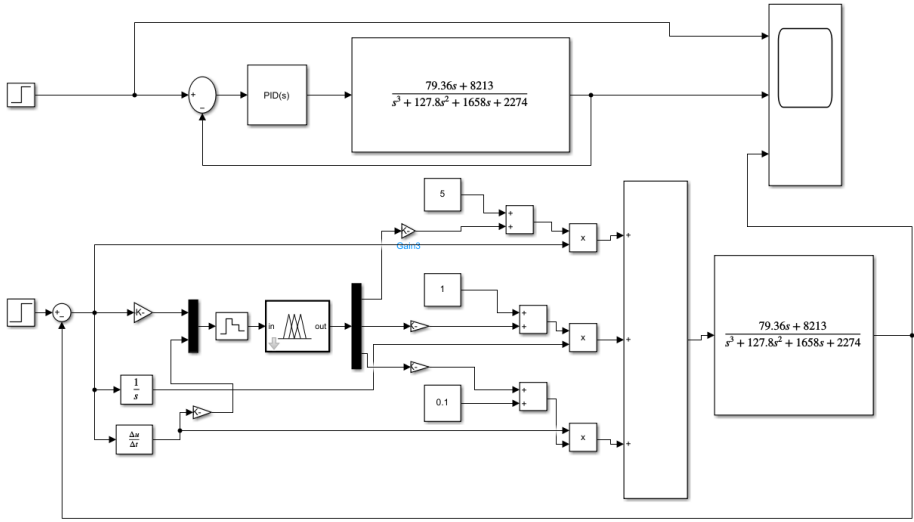 79.36s + 8213
s³ + 127.8s² + 1658s + 2274
PID(s)
+
−
5
+
+
K-
Gain3
x
+
1
+
−
K-
in
out
K-
+
+
x
+
79.36s + 8213
s³ + 127.8s² + 1658s + 2274
K-
1
s
K-
0.1
+
+
Δu
Δt
x
+